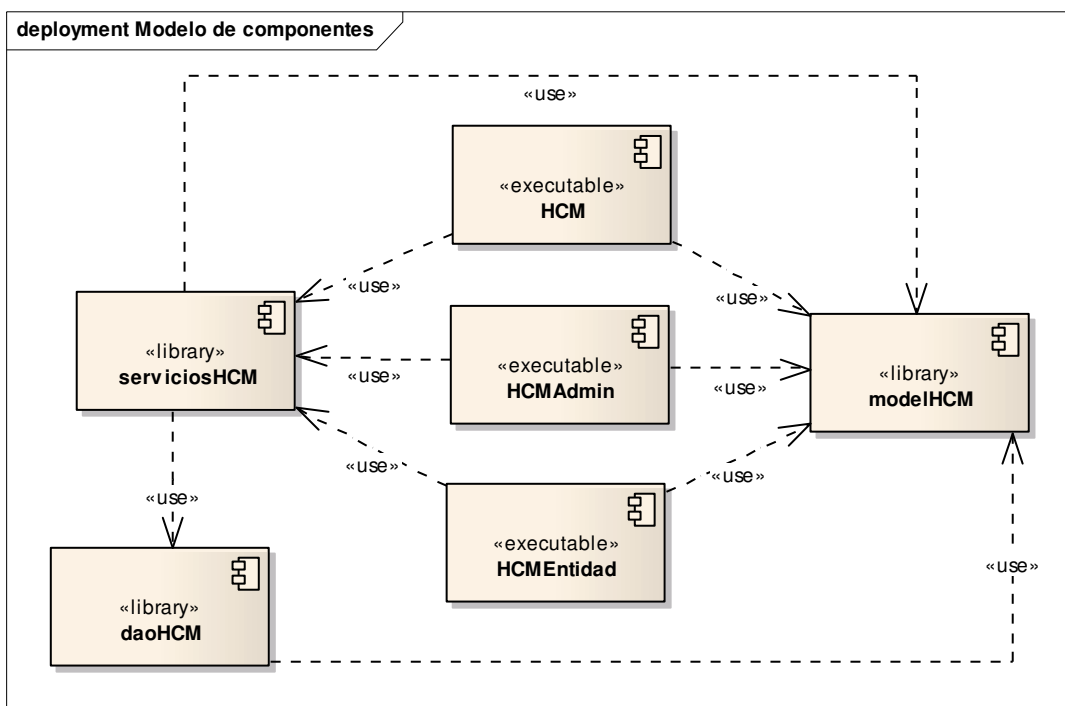 deployment Modelo de componentes
«use»
«executable»
HCM
«use»
«use»
«library»
serviciosHCM
«executable»
HCMAdmin
«library»
modelHCM
«use»
«use»
«use»
«use»
«use»
«executable»
HCMEntidad
«library»
daoHCM
«use»